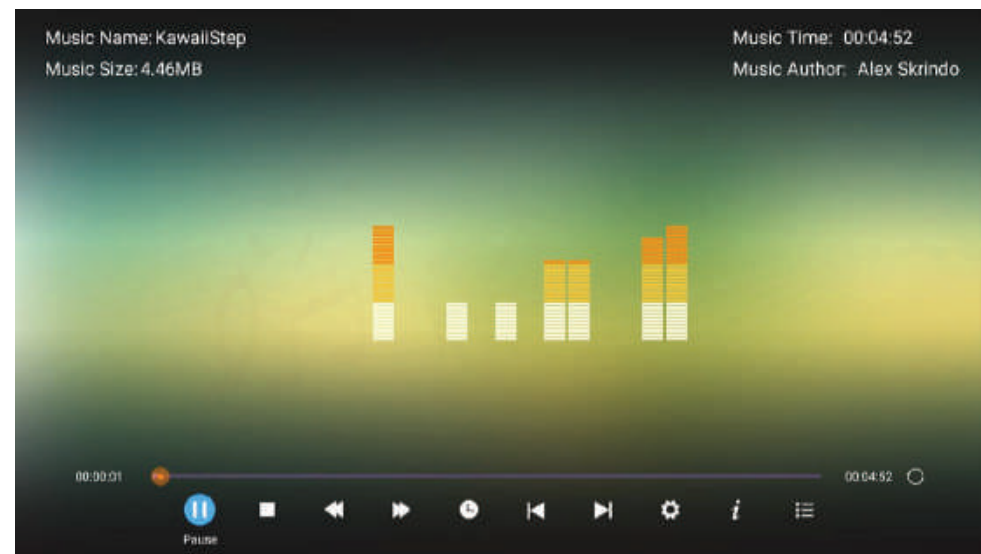 Music Name: KawaiiStep
Music Size: 4.46MB
Music Time: 00:04:52
Music Author: Alex Skrindo
00:00:01
00:04:52
Pause